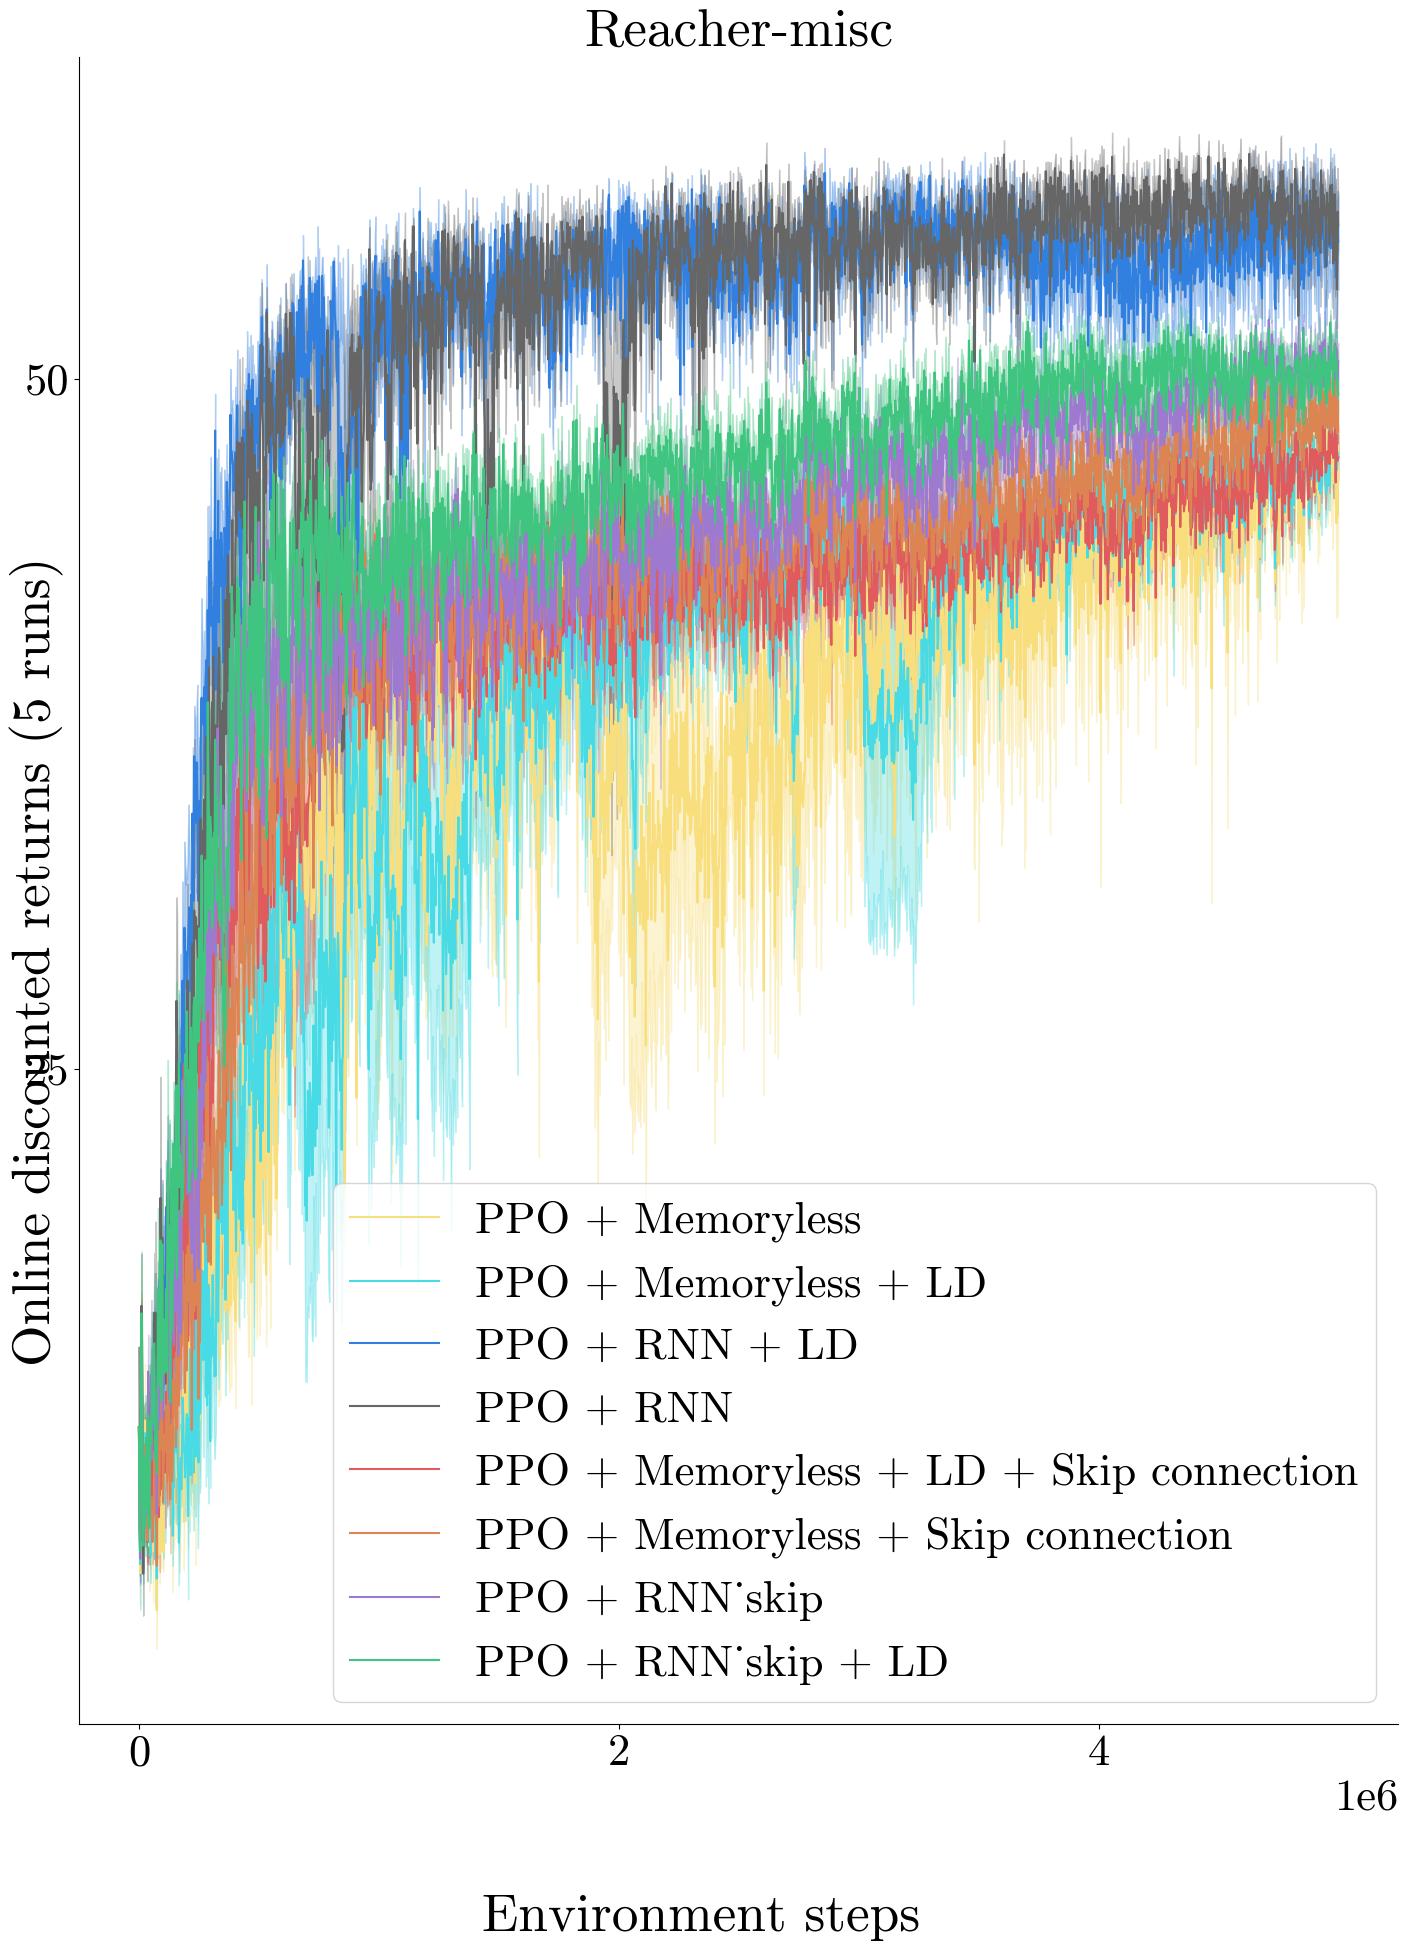 Reacher-misc
Online discounted returns (5 runs)
50
25
PPO + Memoryless
PPO + Memoryless + LD
PPO + RNN + LD
PPO + RNN
PPO + Memoryless + LD + Skip connection
PPO + Memoryless + Skip connection
PPO + RNN˙skip
PPO + RNN˙skip + LD
0 2 4
1e6
Environment steps